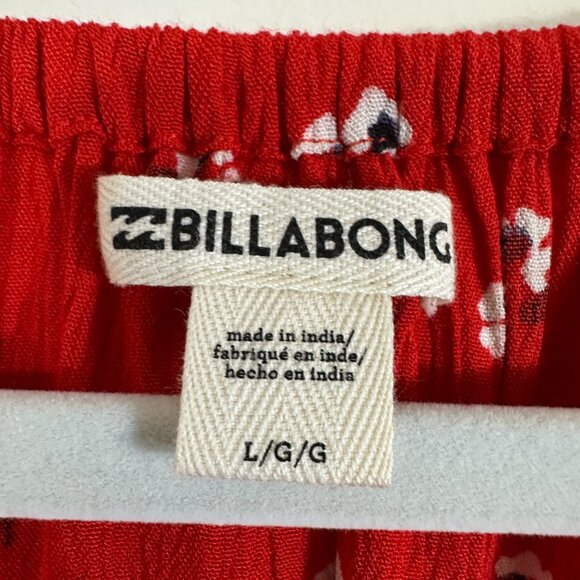 BILLABONG
made in india/
fabriqué en inde/
hecho en india
L/G/G